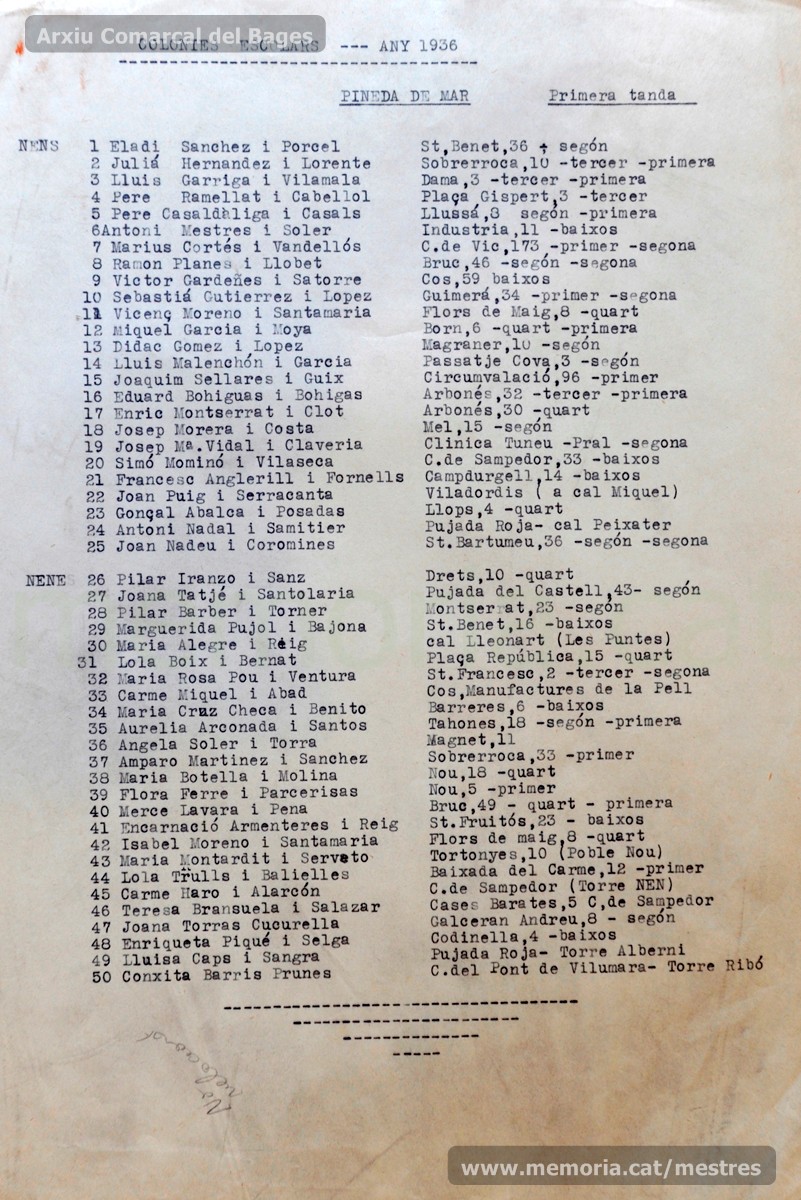 Arxiu Comarcal del Bages
COLONIES ESCOLARS --- ANY 1936
PINEDA DE MAR Primera tanda
NENS 1 Eladi Sanchez i Porcel St,Benet,36 + segón
2 Juliá Hernandez i Lorente Sobrerroca,10 -tercer -primera
3 Lluis Garriga i Vilamala Dama,3 -tercer -primera
4 Pere Ramellat i Cabellol Plaça Gispert,3 -tercer
5 Pere Casaldhliga i Casals Llussá,8 segón -primera
6Antoni Mestres i Soler Industria,11 -baixos
7 Marius Cortés i Vandellós C.de Vic,173 -primer -segona
8 Ramon Planes i Llobet Bruc,46 -segón -segona
9 Victor Gardeñes i Satorre Cos,59 baixos
10 Sebastiá Gutierrez i Lopez Guimerá,34 -primer -segona
11 Vicenç Moreno i Santamaria Flors de Maig,8 -quart
12 Miquel Garcia i Moya Born,6 -quart -primera
13 Didac Gomez i Lopez Magraner,10 -segón
14 Lluis Malenchón i Garcia Passatje Cova,3 -segón
15 Joaquim Sellares i Guix Circumvalació,96 -primer
16 Eduard Bohiguas i Bohigas Arbonés,32 -tercer -primera
17 Enric Montserrat i Clot Arbonés,30 -quart
18 Josep Morera i Costa Mel,15 -segón
19 Josep Mª.Vidal i Claveria Clinica Tuneu -Pral -segona
20 Simó Mominó i Vilaseca C.de Sampedor,33 -baixos
21 Francesc Anglerill i Fornells Campdurgell,14 -baixos
22 Joan Puig i Serracanta Viladordis ( a cal Miquel)
23 Gonçal Abalca i Posadas Llops,4 -quart
24 Antoni Nadal i Samitier Pujada Roja- cal Peixater
25 Joan Nadeu i Coromines St.Bartumeu,36 -segón -segona
NENE 26 Pilar Iranzo i Sanz Drets,10 -quart
27 Joana Tatjé i Santolaria Pujada del Castell,43- segón
28 Pilar Barber i Torner Montserrat,23 -segón
29 Marguerida Pujol i Bajona St.Benet,16 -baixos
30 Maria Alegre i Reig cal Lleonart (Les Puntes)
31 Lola Boix i Bernat Plaça República,15 -quart
32 Maria Rosa Pou i Ventura St.Francesc,2 -tercer -segona
33 Carme Miquel i Abad Cos,Manufactures de la Pell
34 Maria Cruz Checa i Benito Barreres,6 -baixos
35 Aurelia Arconada i Santos Tahones,18 -segón -primera
36 Angela Soler i Torra Magnet,11
37 Amparo Martinez i Sanchez Sobrerroca,33 -primer
38 Maria Botella i Molina Nou,18 -quart
39 Flora Ferre i Parcerisas Nou,5 -primer
40 Merce Lavara i Pena Bruc,49 - quart - primera
41 Encarnació Armenteres i Reig St.Fruitós,23 - baixos
42 Isabel Moreno i Santamaria Flors de maig,8 -quart
43 Maria Montardit i Serveto Tortonyes,10 (Poble Nou)
44 Lola Trulls i Balielles Baixada del Carme,12 -primer
45 Carme Haro i Alarcón C.de Sampedor (Torre NEN)
46 Teresa Bransuela i Salazar Cases Barates,5 C,de Sampedor
47 Joana Torras Cucurella Galceran Andreu,8 - segón
48 Enriqueta Piqué i Selga Codinella,4 -baixos
49 Lluisa Caps i Sangra Pujada Roja- Torre Alberni
50 Conxita Barris Prunes C.del Pont de Vilumara- Torre Ribó
www.memoria.cat/mestres